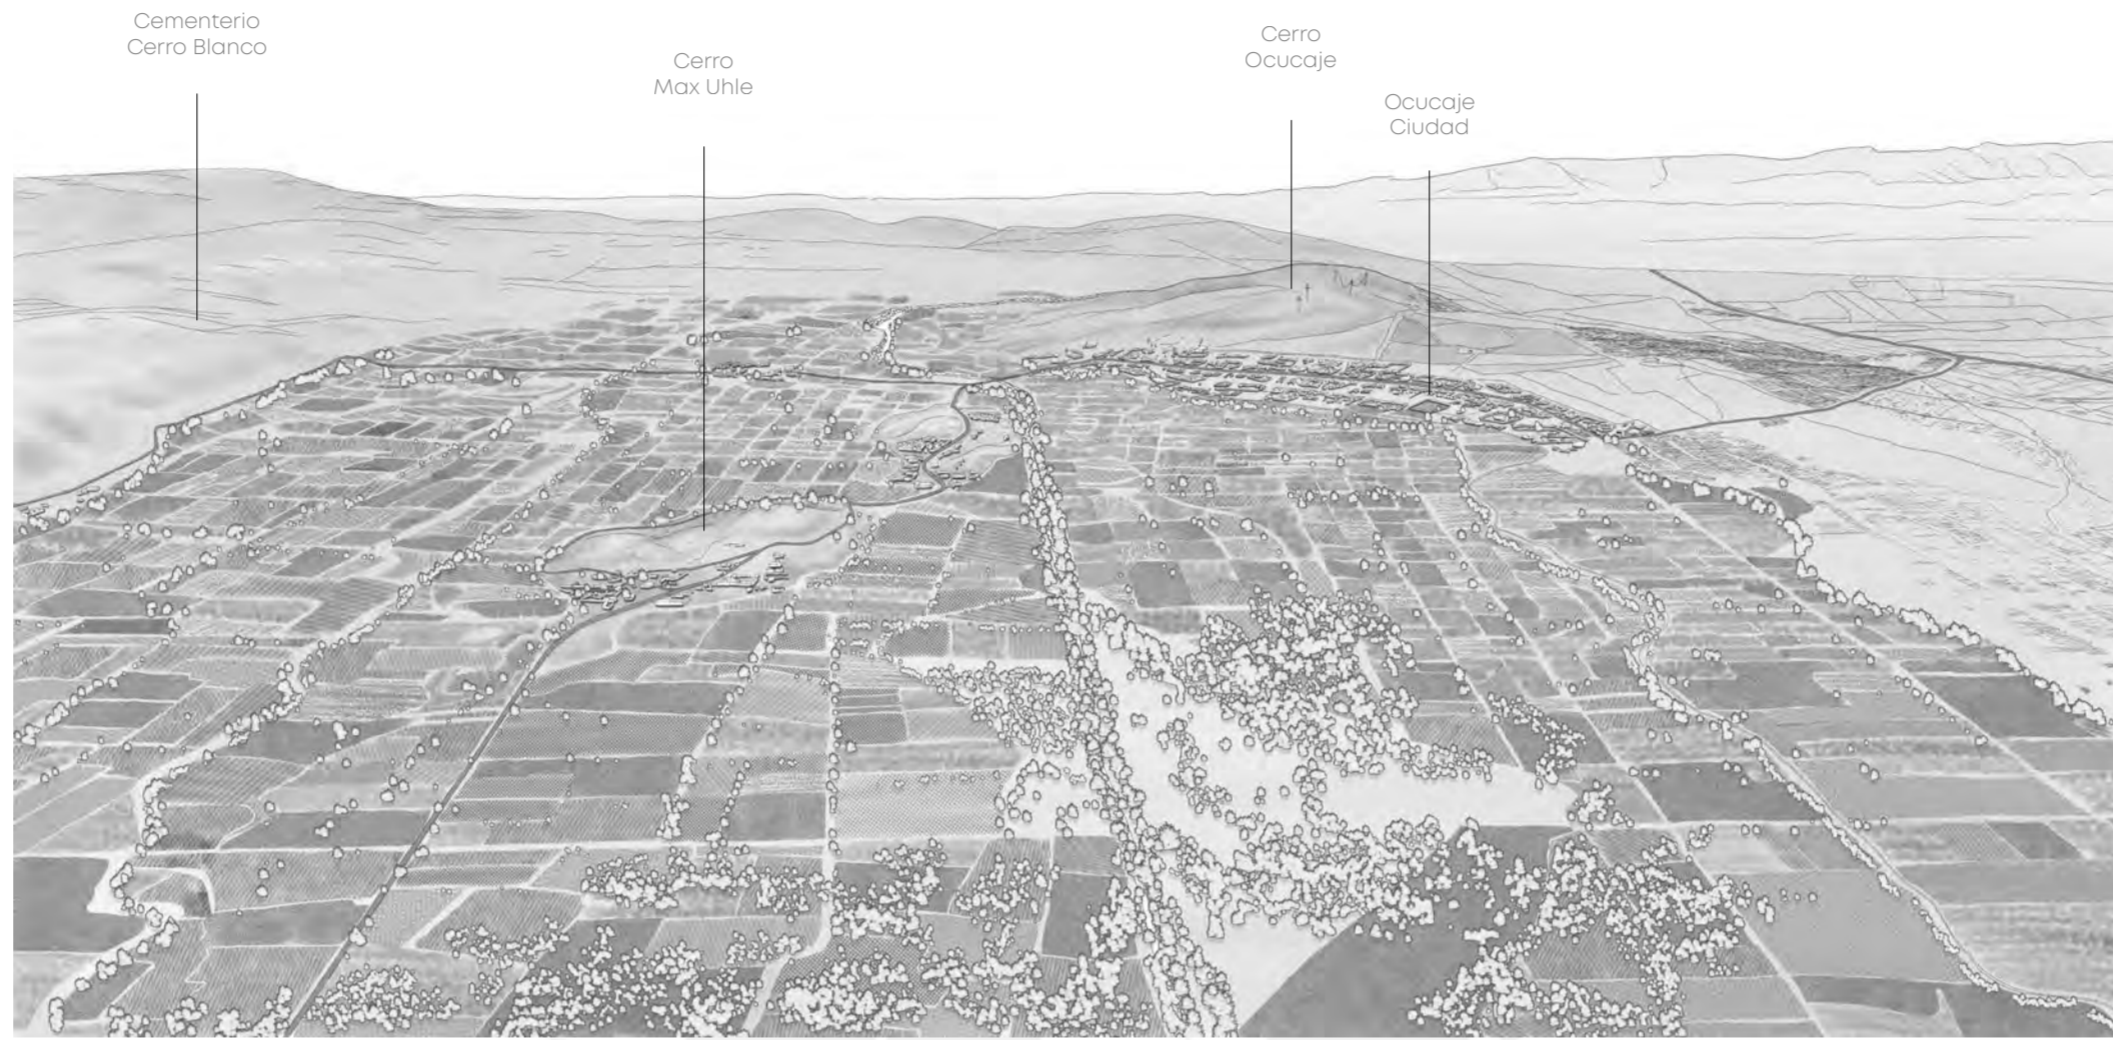 Cementerio
Cerro Blanco
Cerro
Max Uhle
Cerro
Ocucaje
Ocucaje
Ciudad